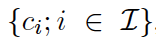 {c_i; i ∈ I}.